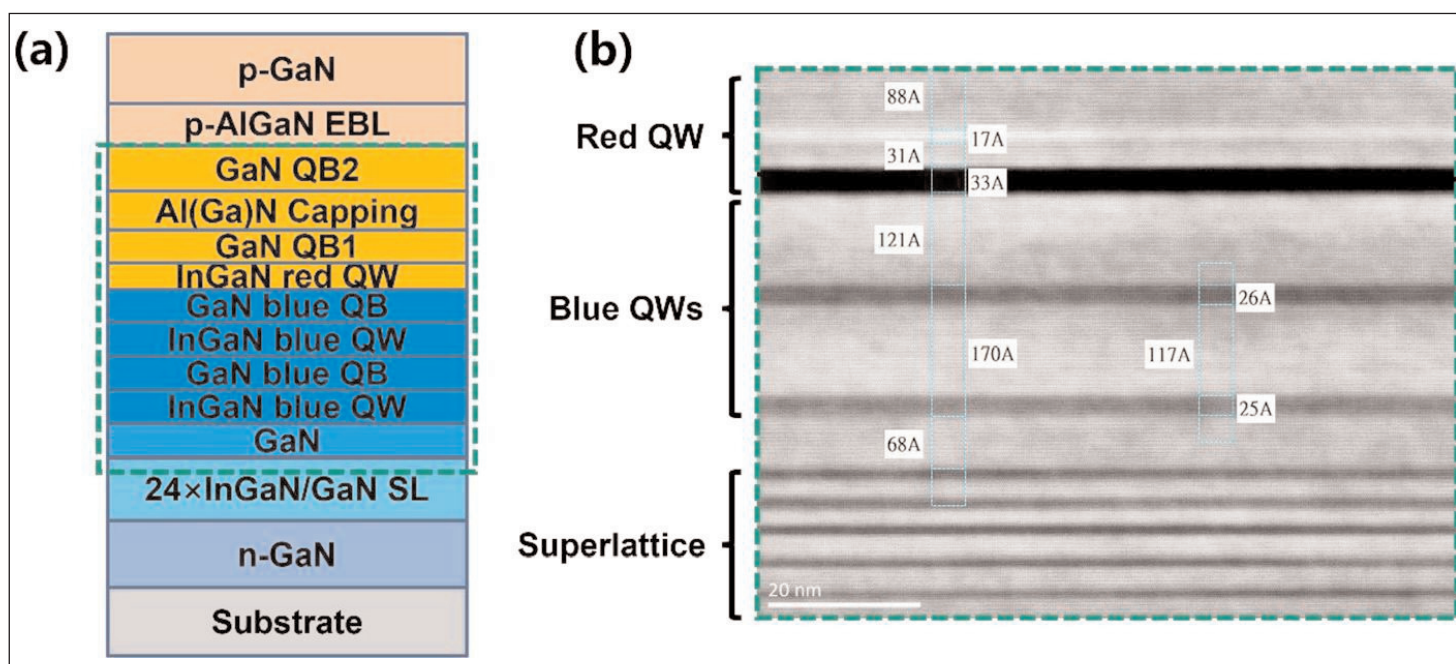 (a)
p-GaN
p-AlGaN EBL
GaN QB2
Al(Ga)N Capping
GaN QB1
InGaN red QW
GaN blue QB
InGaN blue QW
GaN blue QB
InGaN blue QW
GaN
24×InGaN/GaN SL
n-GaN
Substrate
(b)
Red QW
Blue QWs
Superlattice
88A
17A
31A
33A
121A
26A
170A
117A
25A
68A
20 nm